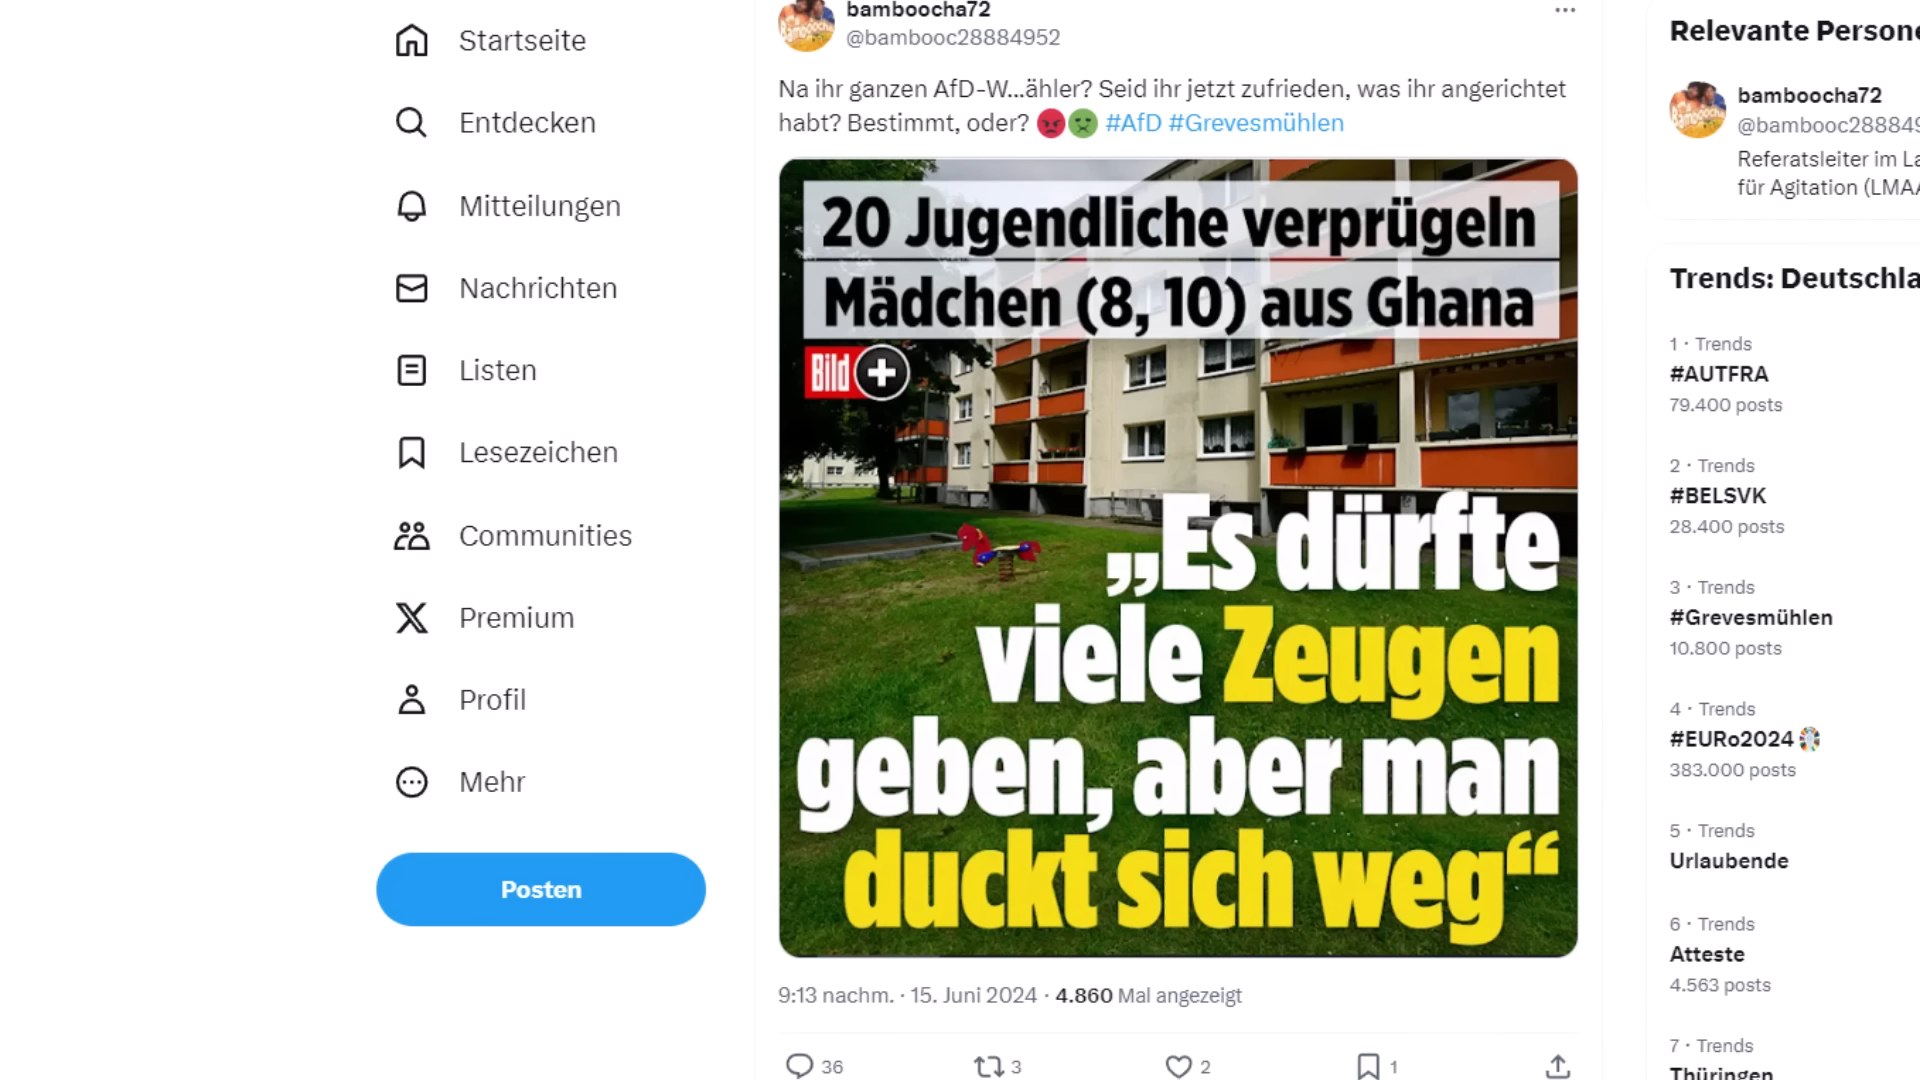 Startseite
Entdecken
Mitteilungen
Nachrichten
Listen
Lesezeichen
Communities
Premium
Profil
Mehr
Posten
bamboocha72
@bambooc28884952
Na ihr ganzen AfD-W...ähler? Seid ihr jetzt zufrieden, was ihr angerichtet
habt? Bestimmt, oder? 😡🤢 #AfD #Grevesmühlen
20 Jugendliche verprügeln
Mädchen (8, 10) aus Ghana
Bild +
„Es dürfte
viele Zeugen
geben, aber man
duckt sich weg“
9:13 nachm. · 15. Juni 2024 · 4.860 Mal angezeigt
36
3
2
1
Relevante Persone
bamboocha72
@bambooc288849
Referatsleiter im La
für Agitation (LMAA
Trends: Deutschla
1 · Trends
#AUTFRA
79.400 posts
2 · Trends
#BELSVK
28.400 posts
3 · Trends
#Grevesmühlen
10.800 posts
4 · Trends
#EURo2024
383.000 posts
5 · Trends
Urlaubende
6 · Trends
Atteste
4.563 posts
7 · Trends
Thüringen